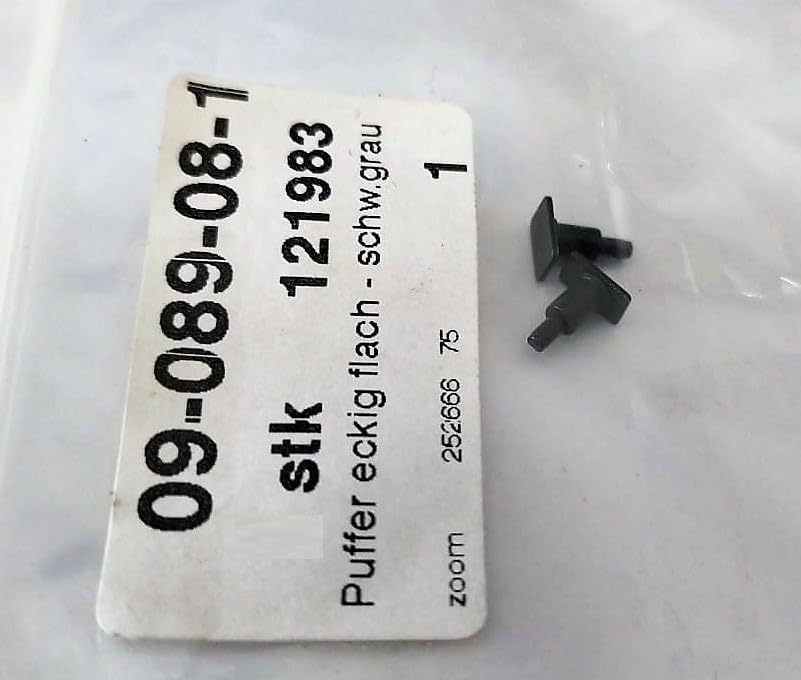 09-089-08-1
stk 121983
Puffer eckig flach - schw.grau
1
zoom 252666 75